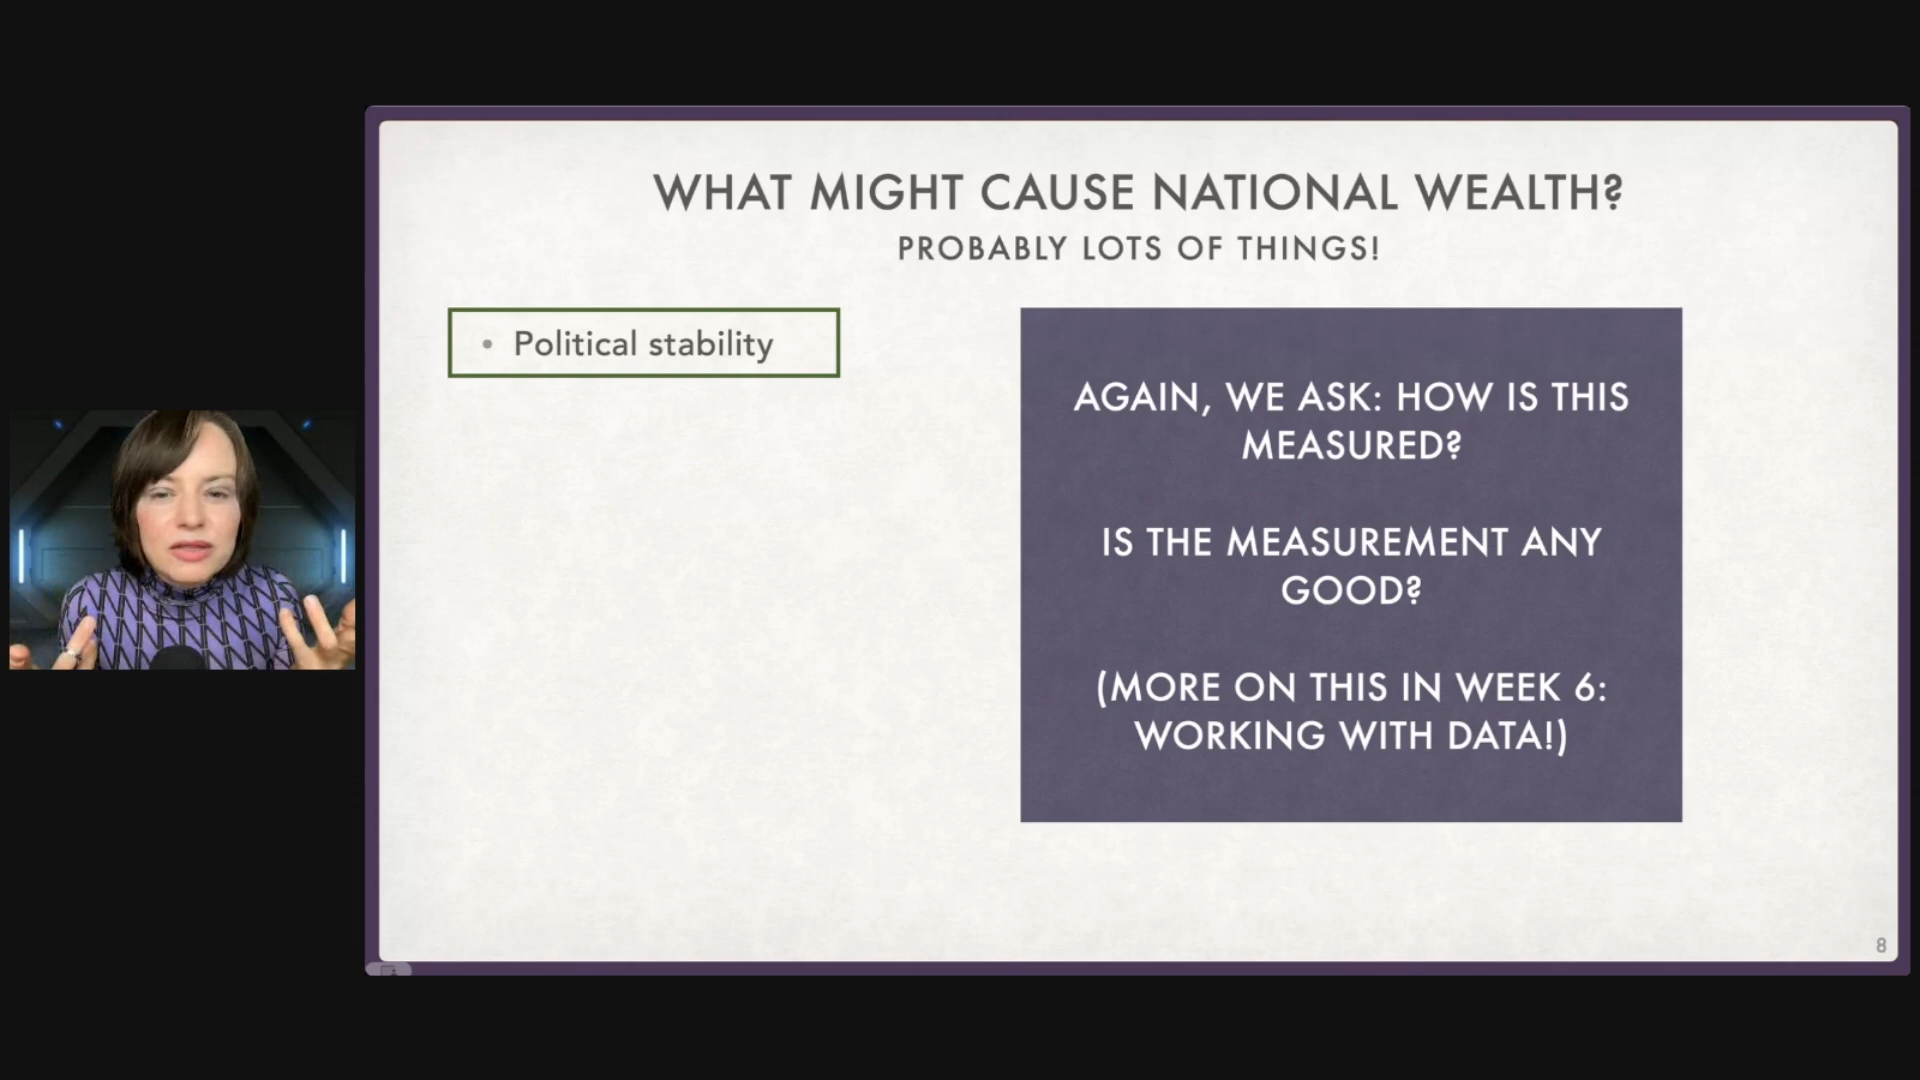 WHAT MIGHT CAUSE NATIONAL WEALTH?
PROBABLY LOTS OF THINGS!
• Political stability
AGAIN, WE ASK: HOW IS THIS
MEASURED?
IS THE MEASUREMENT ANY
GOOD?
(MORE ON THIS IN WEEK 6:
WORKING WITH DATA!)
8